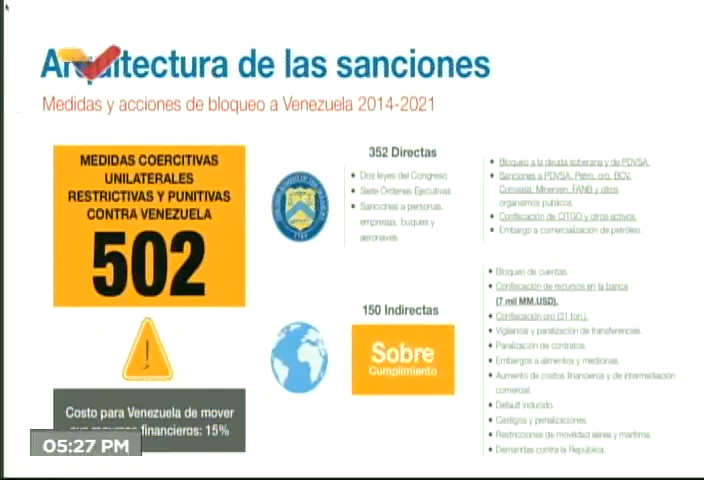 Arquitectura de las sanciones
Medidas y acciones de bloqueo a Venezuela 2014-2021
MEDIDAS COERCITIVAS
UNILATERALES
RESTRICTIVAS Y PUNITIVAS
CONTRA VENEZUELA
502
Costo para Venezuela de mover
sus recursos financieros: 15%
05:27 PM
352 Directas
• Dos leyes del Congreso
• Siete Órdenes Ejecutivas
• Sanciones a personas,
empresas, buques y
aeronaves
• Bloqueo a la deuda soberana y de PDVSA.
• Sanciones a PDVSA, Petro, oro, BCV,
Conviasa, Minerven, FANB y otros
organismos públicos.
• Confiscación de CITGO y otros activos.
• Embargo a comercialización de petróleo.
150 Indirectas
Sobre
Cumplimiento
• Bloqueo de cuentas.
• Confiscación de recursos en la banca
(7 mil MM.USD).
• Confiscación oro (31 ton.).
• Vigilancia y paralización de transferencias.
• Paralización de contratos.
• Embargos a alimentos y medicinas.
• Aumento de costos financieros y de intermediación
comercial.
• Default inducido.
• Castigos y penalizaciones.
• Restricciones de movilidad aérea y marítima.
• Demandas contra la República.